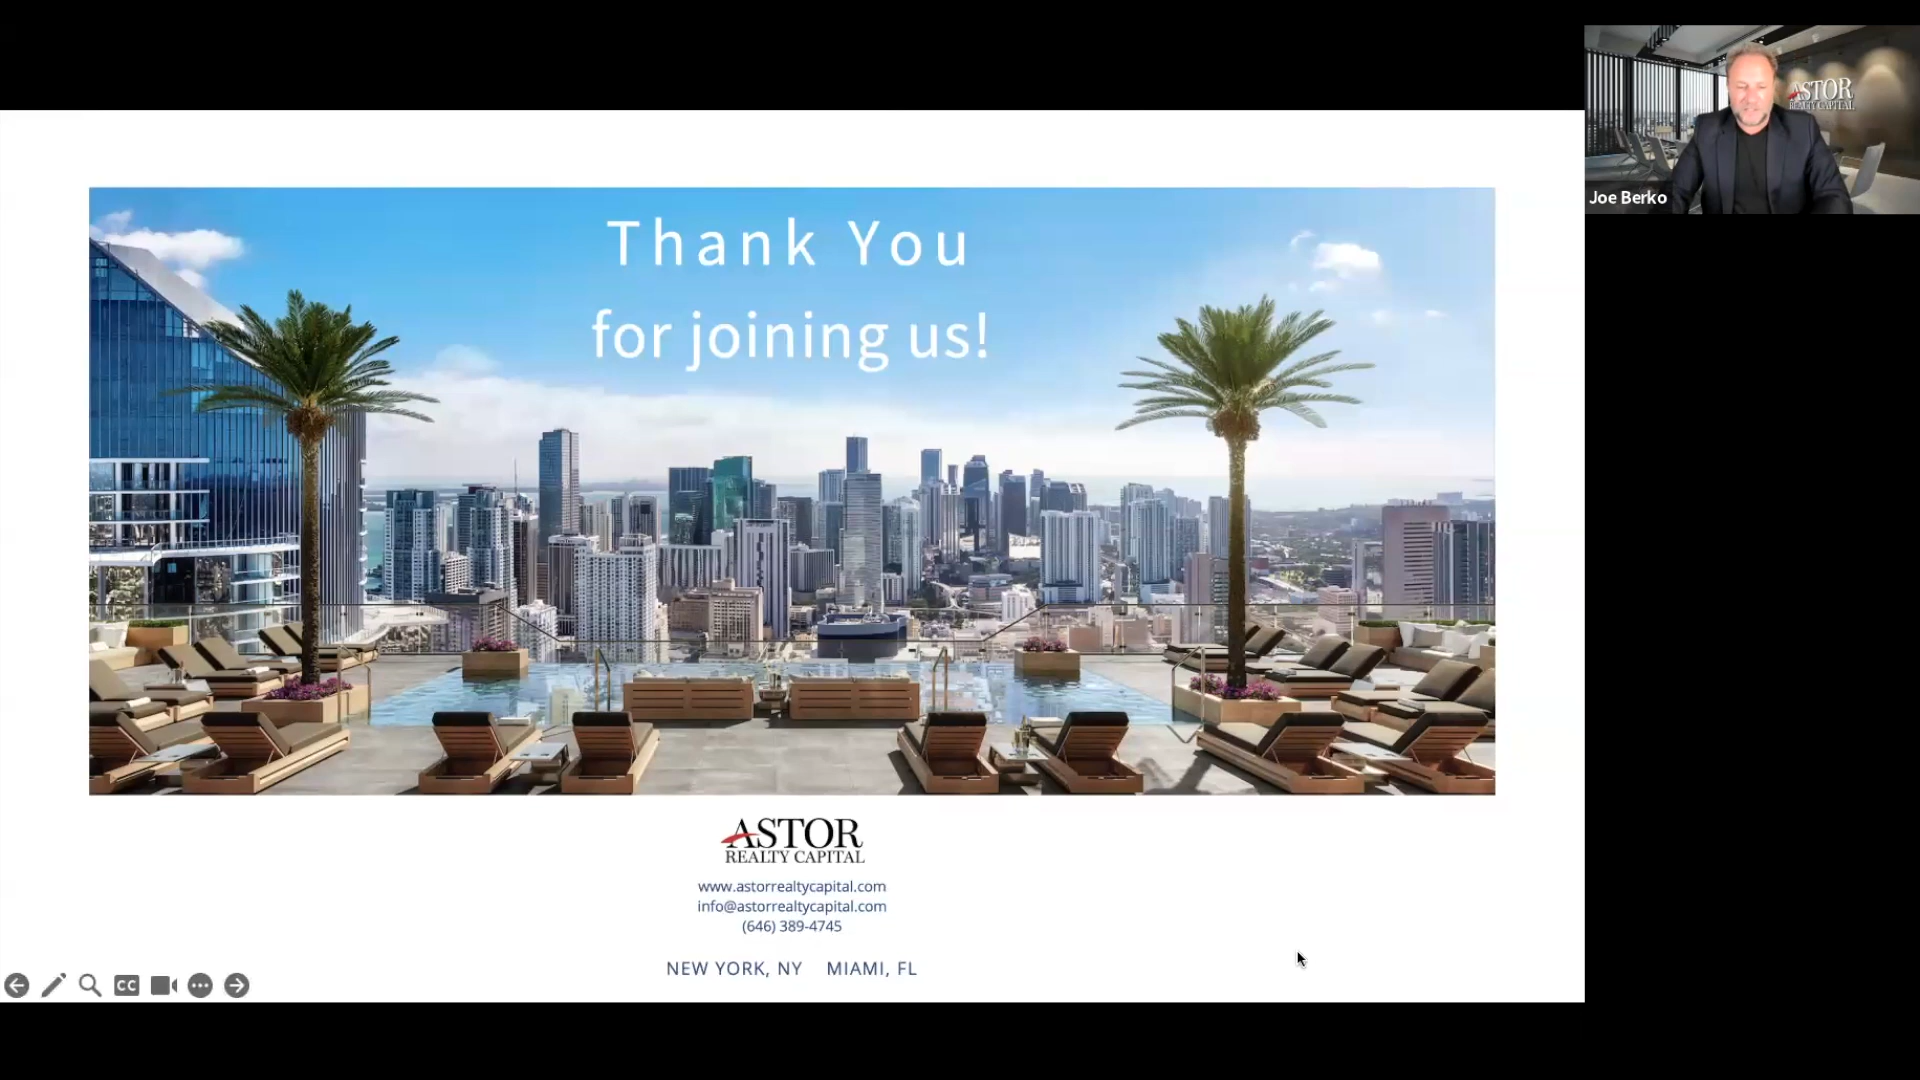 Thank You
for joining us!
ASTOR
REALTY CAPITAL
www.astorrealtycapital.com
info@astorrealtycapital.com
(646) 389-4745
NEW YORK, NY MIAMI, FL
CC
ASTOR
REALTY CAPITAL
Joe Berko